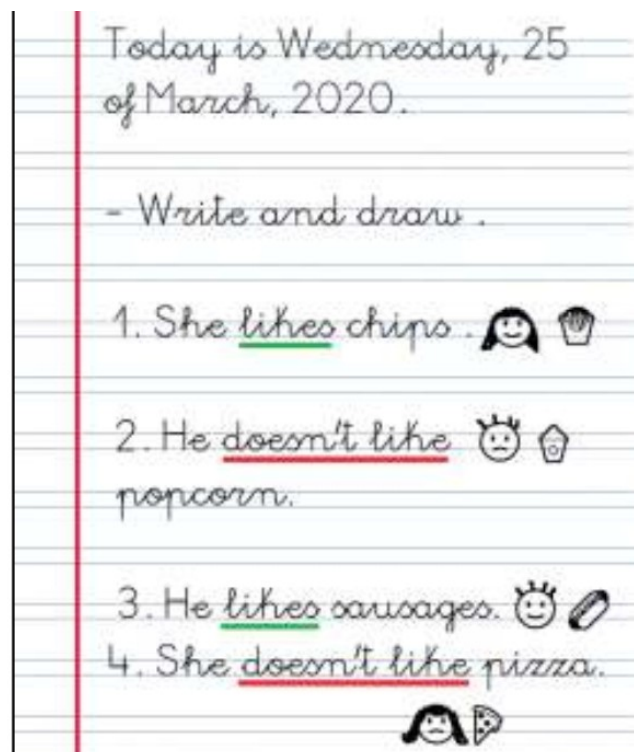 Today is Wednesday, 25
of March, 2020.
- Write and draw .
1. She likes chips .
2. He doesn't like
popcorn.
3. He likes sausages.
4. She doesn't like pizza.